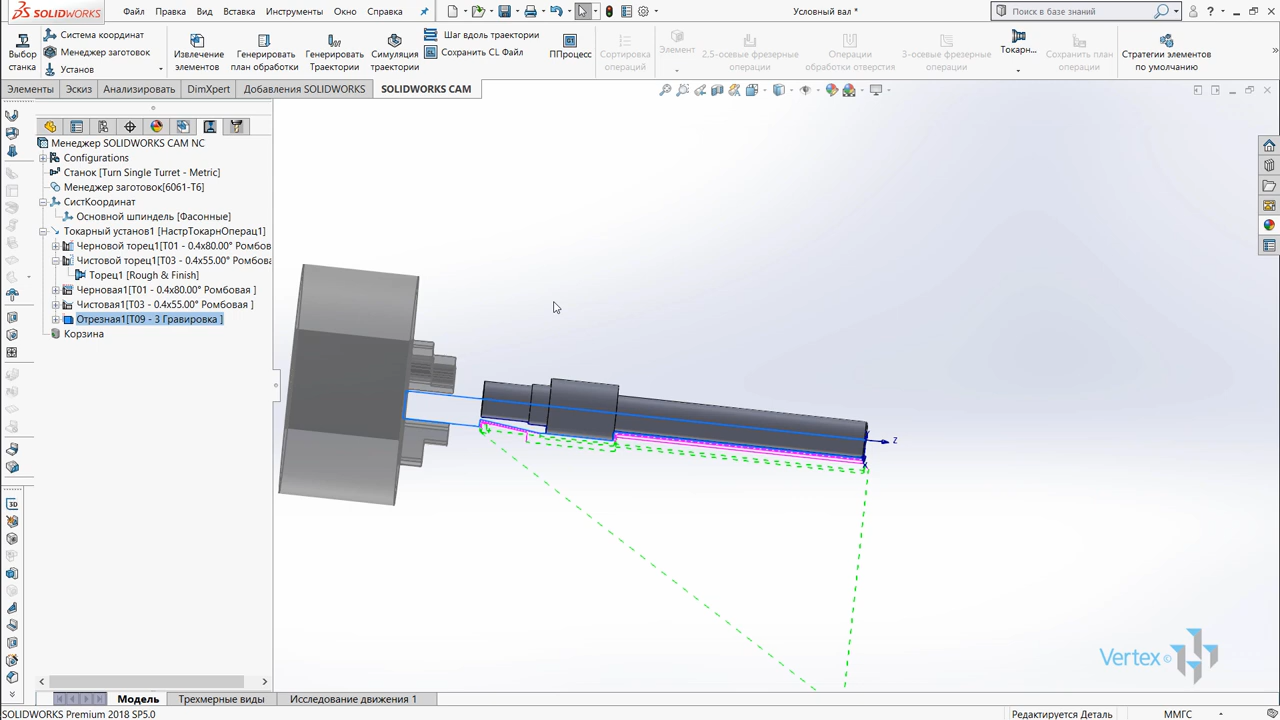 SOLIDWORKS
Файл Правка Вид Вставка Инструменты Окно Справка
Условный вал *
Поиск в базе знаний
Выбор станка
Система координат
Менеджер заготовок
Установ
Извлечение элементов
Генерировать план обработки
Генерировать Траектории
Симуляция траектории
Шаг вдоль траектории
Сохранить CL Файл
ППроцесс
Сортировка операций
Элемент
2.5-осевые фрезерные операции
Операции обработки отверстия
3-осевые фрезерные операции
Токарн...
Сохранить план операции
Стратегии элементов по умолчанию
Элементы Эскиз Анализировать DimXpert Добавления SOLIDWORKS SOLIDWORKS CAM
Менеджер SOLIDWORKS CAM NC
Configurations
Станок [Turn Single Turret - Metric]
Менеджер заготовок[6061-T6]
СистКоординат
Основной шпиндель [Фасонные]
Токарный установ1 [НастрТокарнОперац1]
Черновой торец1[T01 - 0.4x80.00° Ромбов
Чистовой торец1[T03 - 0.4x55.00° Ромбова
Торец1 [Rough & Finish]
Черновая1[T01 - 0.4x80.00° Ромбовая ]
Чистовая1[T03 - 0.4x55.00° Ромбовая ]
Отрезная1[T09 - 3 Гравировка ]
Корзина
Z
X
Vertex ©
Модель Трехмерные виды Исследование движения 1
SOLIDWORKS Premium 2018 SP5.0
Редактируется Деталь
ММГС